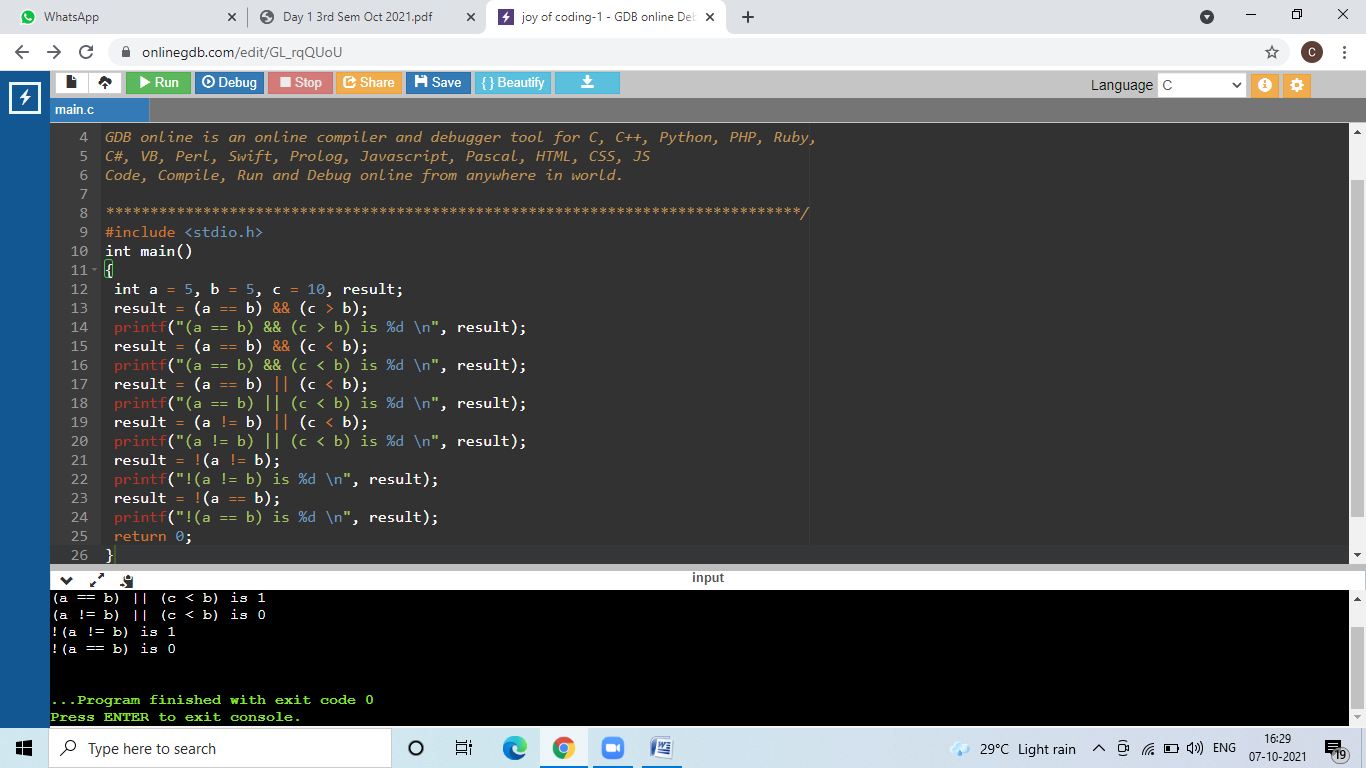 WhatsApp
Day 1 3rd Sem Oct 2021.pdf
joy of coding-1 - GDB online De
onlinegdb.com/edit/GL_rqQUoU
C
Run
Debug
Stop
Share
Save
{ } Beautify
Language C
main.c
4 GDB online is an online compiler and debugger tool for C, C++, Python, PHP, Ruby,
5 C#, VB, Perl, Swift, Prolog, Javascript, Pascal, HTML, CSS, JS
6 Code, Compile, Run and Debug online from anywhere in world.
7
8 *******************************************************************************/
9 #include <stdio.h>
10 int main()
11 {
12 int a = 5, b = 5, c = 10, result;
13 result = (a == b) && (c > b);
14 printf("(a == b) && (c > b) is %d \n", result);
15 result = (a == b) && (c < b);
16 printf("(a == b) && (c < b) is %d \n", result);
17 result = (a == b) || (c < b);
18 printf("(a == b) || (c < b) is %d \n", result);
19 result = (a != b) || (c < b);
20 printf("(a != b) || (c < b) is %d \n", result);
21 result = !(a != b);
22 printf("!(a != b) is %d \n", result);
23 result = !(a == b);
24 printf("!(a == b) is %d \n", result);
25 return 0;
26 }
input
(a == b) || (c < b) is 1
(a != b) || (c < b) is 0
!(a != b) is 1
!(a == b) is 0
...Program finished with exit code 0
Press ENTER to exit console.
Type here to search
29°C Light rain
ENG
16:29
07-10-2021
19